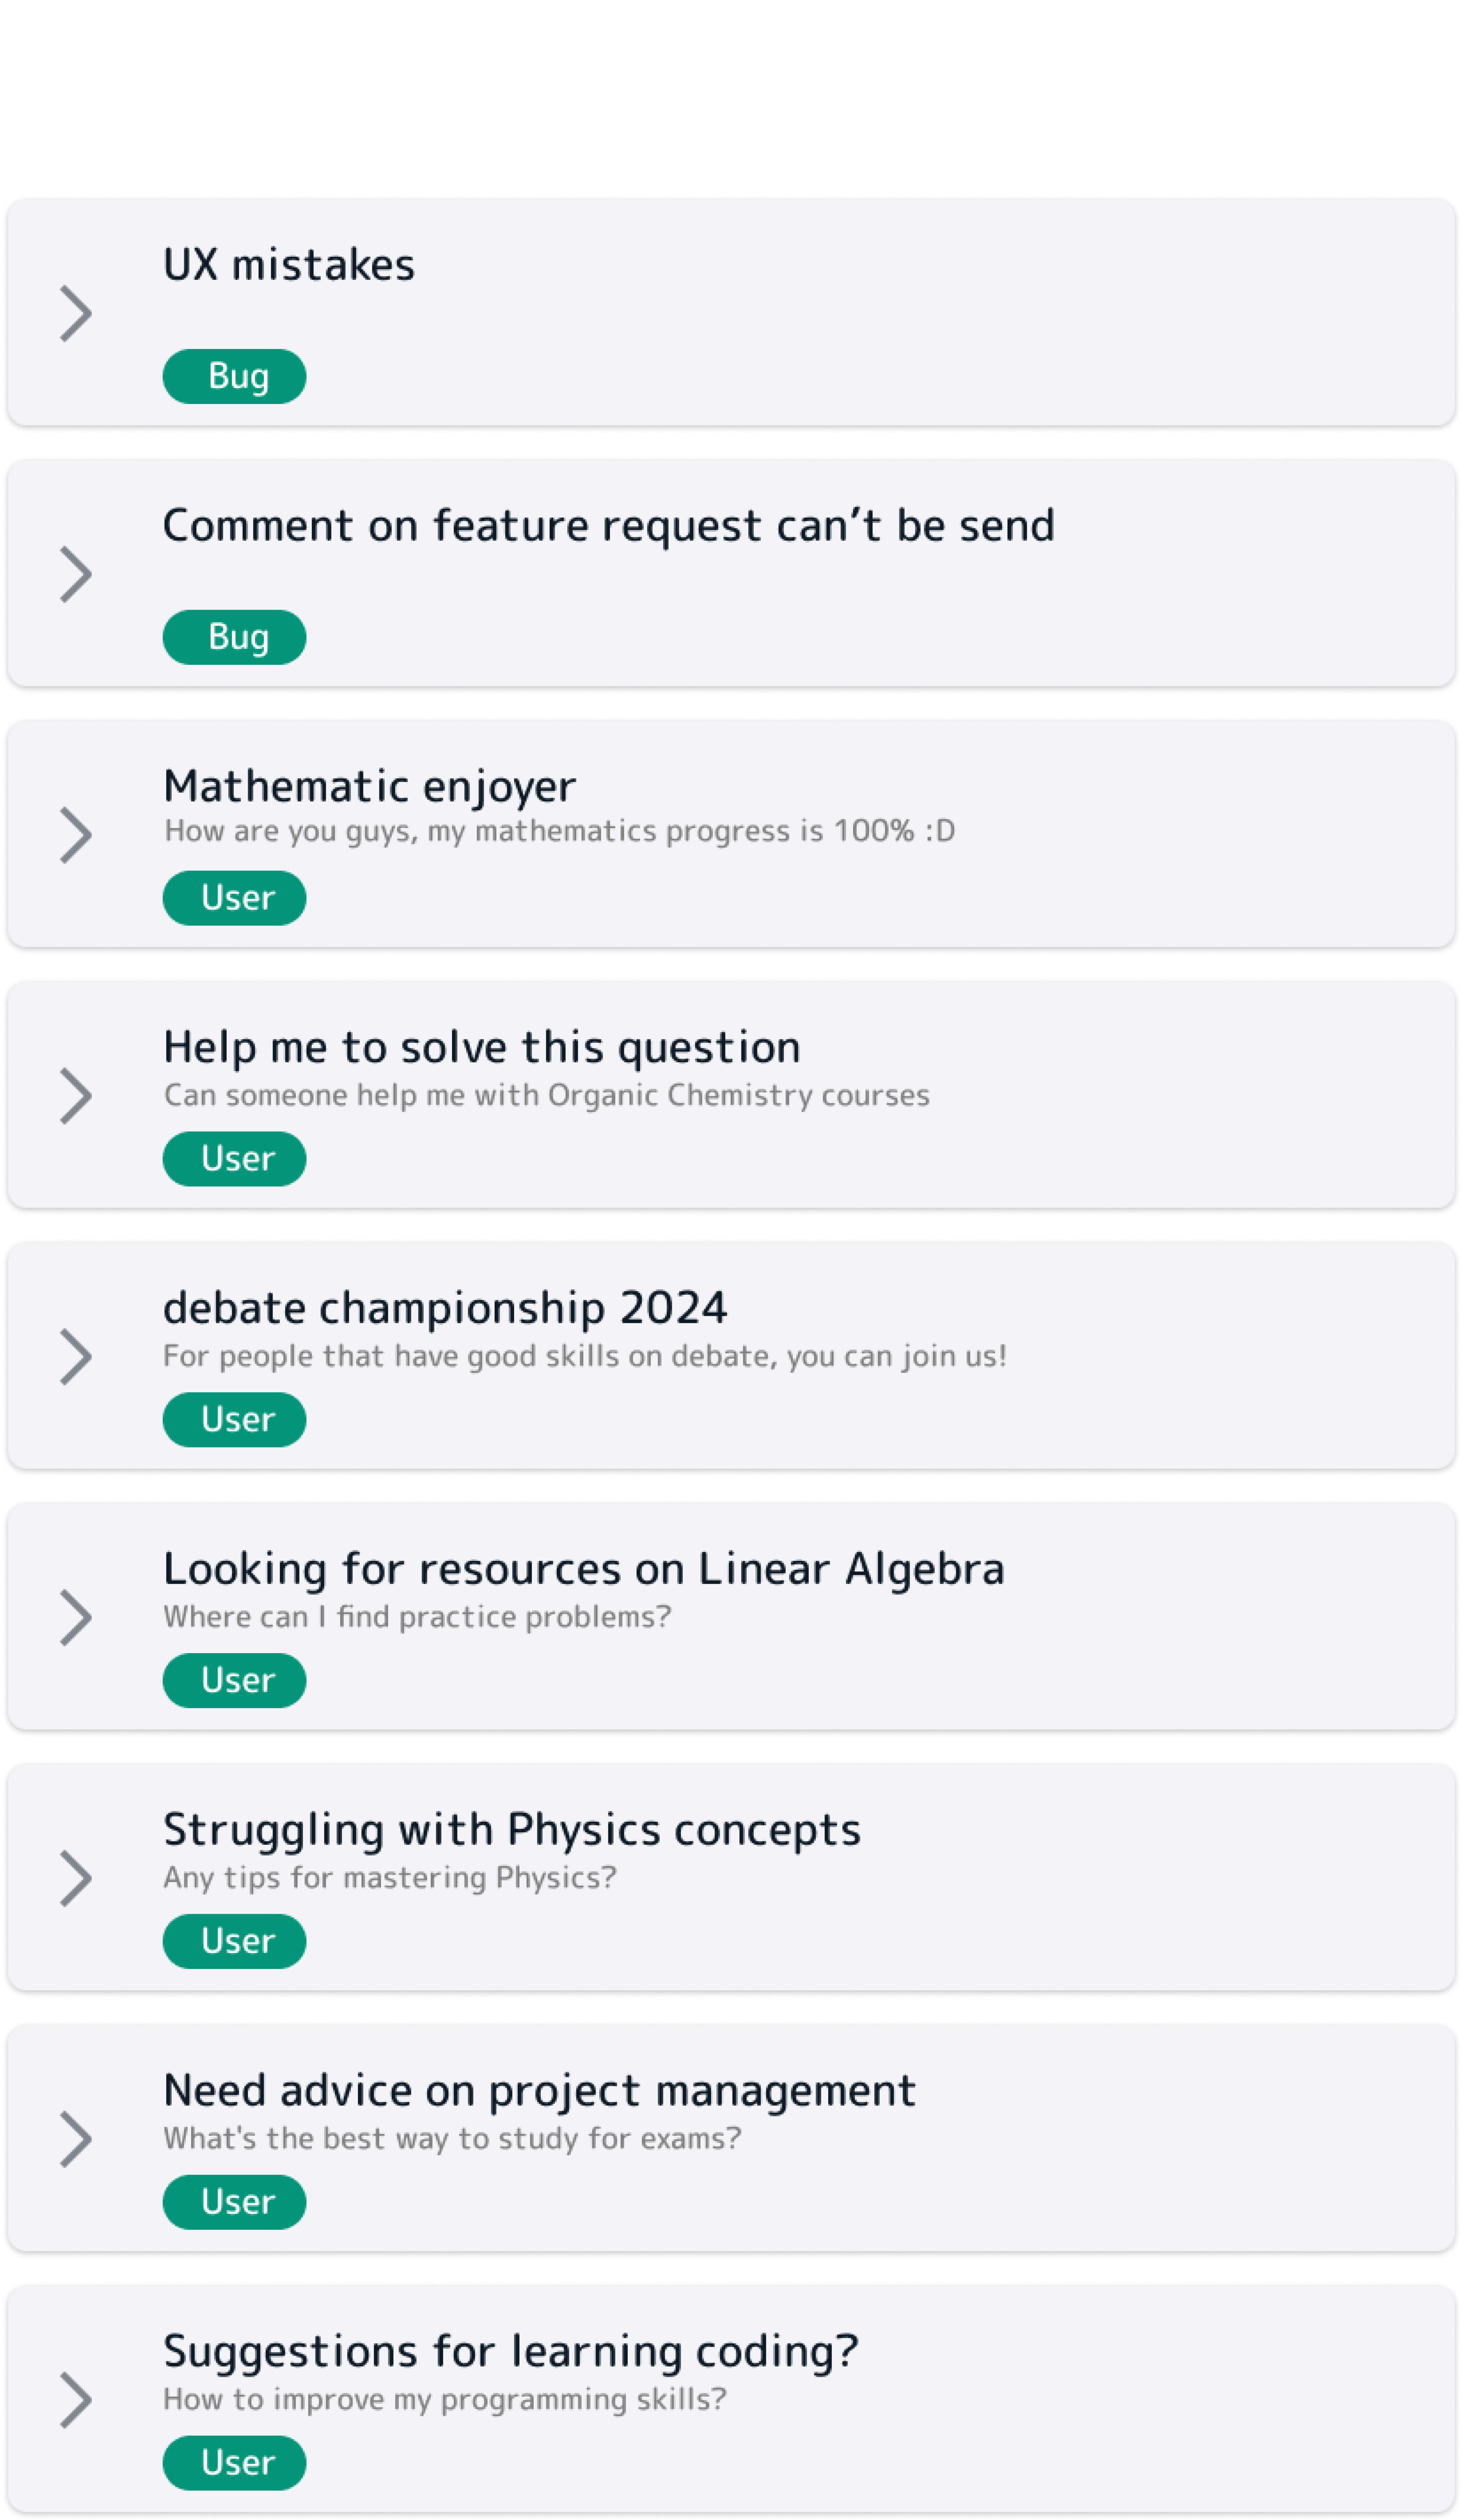 UX mistakes
Bug
Comment on feature request can’t be send
Bug
Mathematic enjoyer
How are you guys, my mathematics progress is 100% :D
User
Help me to solve this question
Can someone help me with Organic Chemistry courses
User
debate championship 2024
For people that have good skills on debate, you can join us!
User
Looking for resources on Linear Algebra
Where can I find practice problems?
User
Struggling with Physics concepts
Any tips for mastering Physics?
User
Need advice on project management
What's the best way to study for exams?
User
Suggestions for learning coding?
How to improve my programming skills?
User